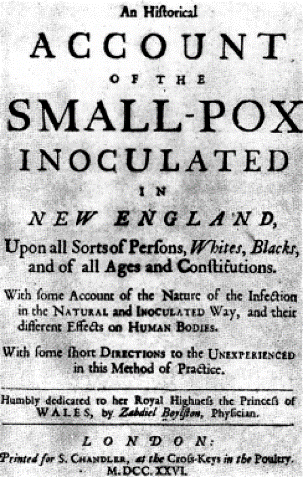 An Hiſtorical
ACCOUNT
OF THE
SMALL-POX
INOCULATED
IN
NEW ENGLAND,
Upon all Sorts of Perſons, Whites, Blacks,
and of all Ages and Conſtitutions.
With ſome Account of the Nature of the Infection
in the NATURAL and INOCULATED Way, and their
different Effects on HUMAN BODIES.
With ſome ſhort DIRECTIONS to the UNEXPERIENCED
in this Method of Practice.
Humbly dedicated to her Royal Highneſs the Princeſs of
WALES, by Zabdiel Boylſton, Phyſician.
LONDON:
Printed for S. CHANDLER, at the Croſs-Keys in the Poultry.
M.DCC.XXVI.